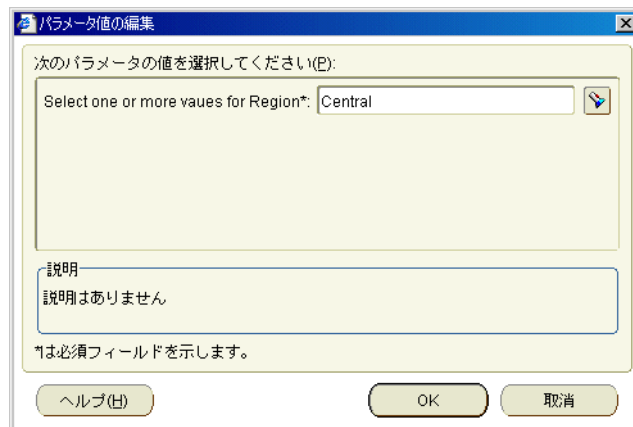 パラメータ値の編集
次のパラメータの値を選択してください(P):
Select one or more vaues for Region*: Central
説明
説明はありません
*は必須フィールドを示します。
ヘルプ(H) OK 取消